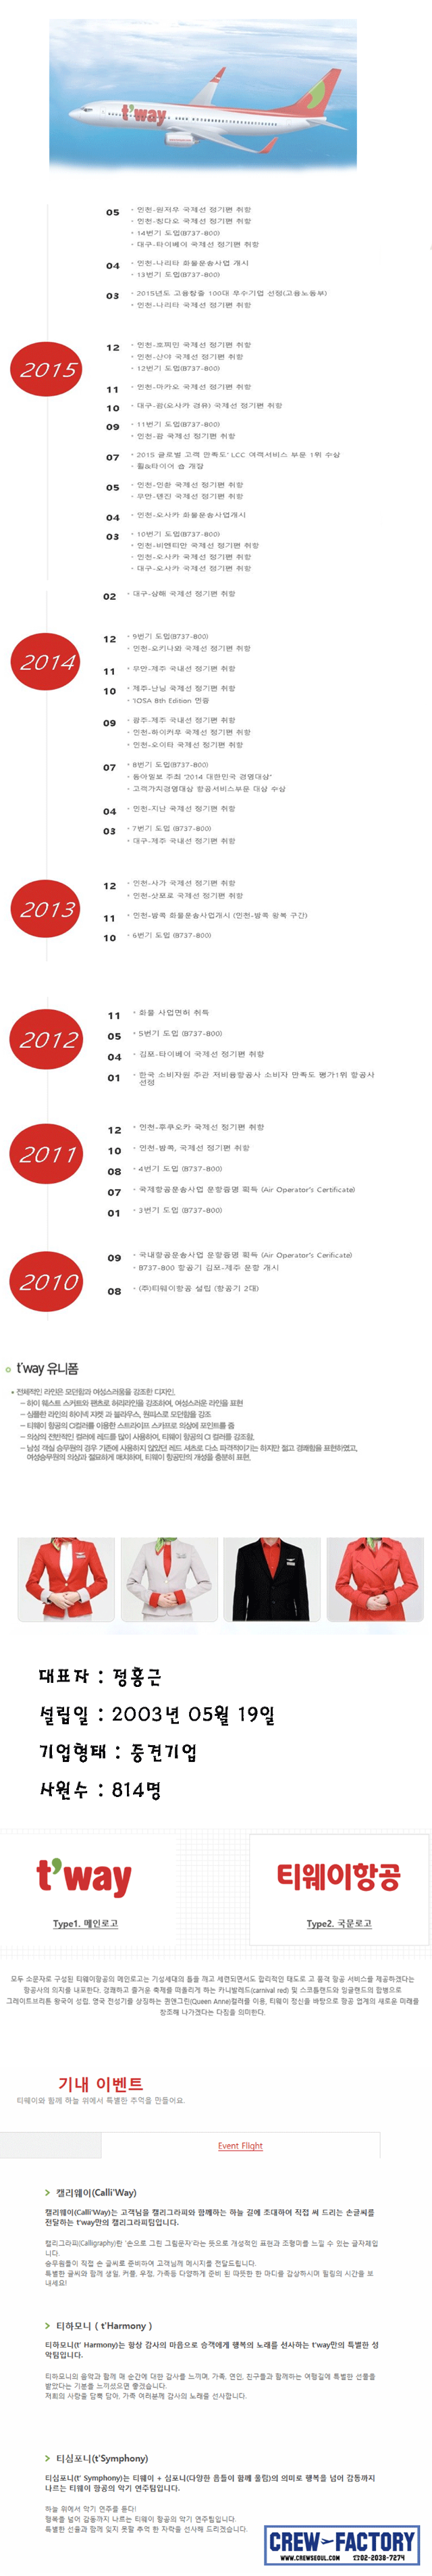 t'way
05
· 인천-원저우 국제선 정기편 취항
· 인천-칭다오 국제선 정기편 취항
· 14번기 도입(B737-800)
· 대구-타이베이 국제선 정기편 취항
04
· 인천-나리타 화물운송사업 개시
· 13번기 도입(B737-800)
03
· 2015년도 고용창출 100대 우수기업 선정(고용노동부)
· 인천-나리타 국제선 정기편 취항
2015
12
· 인천-호찌민 국제선 정기편 취항
· 인천-산야 국제선 정기편 취항
· 12번기 도입(B737-800)
11
· 인천-마카오 국제선 정기편 취항
10
· 대구-괌(오사카 경유) 국제선 정기편 취항
09
· 11번기 도입(B737-800)
· 인천-괌 국제선 정기편 취항
07
· 2015 글로벌 고객 만족도' LCC 여객서비스 부문 1위 수상
· 휠&타이어 숍 개장
05
· 인천-인촨 국제선 정기편 취항
· 무안-톈진 국제선 정기편 취항
04
· 인천-오사카 화물운송사업개시
03
· 10번기 도입(B737-800)
· 인천-비엔티안 국제선 정기편 취항
· 인천-오사카 국제선 정기편 취항
· 대구-오사카 국제선 정기편 취항
02
· 대구-상해 국제선 정기편 취항
2014
12
· 9번기 도입(B737-800)
· 인천-오키나와 국제선 정기편 취항
11
· 무안-제주 국내선 정기편 취항
10
· 제주-난닝 국제선 정기편 취항
· IOSA 8th Edition 인증
09
· 광주-제주 국내선 정기편 취항
· 인천-하이커우 국제선 정기편 취항
· 인천-오이타 국제선 정기편 취항
07
· 8번기 도입(B737-800)
· 동아일보 주최 "2014 대한민국 경영대상"
· 고객가치경영대상 항공서비스부문 대상 수상
04
· 인천-지난 국제선 정기편 취항
03
· 7번기 도입 (B737-800)
· 대구-제주 국내선 정기편 취항
2013
12
· 인천-사가 국제선 정기편 취항
· 인천-삿포로 국제선 정기편 취항
11
· 인천-방콕 화물운송사업개시 (인천-방콕 왕복 구간)
10
· 6번기 도입 (B737-800)
2012
11
· 화물 사업면허 취득
05
· 5번기 도입 (B737-800)
04
· 김포-타이베이 국제선 정기편 취항
01
· 한국 소비자원 주관 저비용항공사 소비자 만족도 평가1위 항공사
선정
2011
12
· 인천-후쿠오카 국제선 정기편 취항
10
· 인천-방콕, 국제선 정기편 취항
08
· 4번기 도입 (B737-800)
07
· 국제항공운송사업 운항증명 획득 (Air Operator's Certificate)
01
· 3번기 도입 (B737-800)
2010
09
· 국내항공운송사업 운항증명 획득 (Air Operator's Cerificate)
· B737-800 항공기 김포-제주 운항 개시
08
· (주)티웨이항공 설립 (항공기 2대)
t'way 유니폼
• 전체적인 라인은 모던함과 여성스러움을 강조한 디자인.
– 하이 웨스트 스커트와 팬츠로 허리라인을 강조하여, 여성스러운 라인을 표현
– 심플한 라인의 하이넥 자켓 과 블라우스, 원피스로 모던함을 강조
– 티웨이 항공의 CI컬러를 이용한 스트라이프 스카프로 의상에 포인트를 줌
– 의상의 전반적인 컬러에 레드를 많이 사용하여, 티웨이 항공의 CI 컬러를 강조함.
– 남성 객실 승무원의 경우 기존에 사용하지 않았던 레드 셔츠로 다소 파격적이기는 하지만 젊고 경쾌함을 표현하였고,
여성승무원의 의상과 절묘하게 매치하여, 티웨이 항공만의 개성을 충분히 표현.
대표자 : 정홍근
설립일 : 2003년 05월 19일
기업형태 : 중견기업
사원수 : 814명
t'way
티웨이항공
Type1. 메인로고
Type2. 국문로고
모두 소문자로 구성된 티웨이항공의 메인로고는 기성세대의 틀을 깨고 세련되면서도 합리적인 태도로 고 품격 항공 서비스를 제공하겠다는
항공사의 의지를 내포한다. 경쾌하고 즐거운 축제를 떠올리게 하는 카니발레드(carnival red) 및 스코틀랜드와 잉글랜드의 합병으로
그레이트브리튼 왕국이 성립. 영국 전성기를 상징하는 퀸앤그린(Queen Anne)컬러를 이용, 티웨이 정신을 바탕으로 항공 업계의 새로운 미래를
창조해 나가겠다는 다짐을 의미한다.
기내 이벤트
티웨이와 함께 하늘 위에서 특별한 추억을 만들어요.
Event Flight
> 캘리웨이(Calli'Way)
캘리웨이(Calli'Way)는 고객님을 캘리그라피와 함께하는 하늘 길에 초대하여 직접 써 드리는 손글씨를
전달하는 t'way만의 캘리그라피팀입니다.
캘리그라피(Calligraphy)란 '손으로 그린 그림문자'라는 뜻으로 개성적인 표현과 조형미를 느낄 수 있는 글자체입
니다.
승무원들이 직접 손 글씨로 준비하여 고객님께 메시지를 전달드립니다.
특별한 글씨와 함께 생일, 커플, 우정, 가족등 다양하게 준비 된 따뜻한 한 마디를 감상하시며 힐링의 시간을 보
내세요!
> 티하모니 ( t'Harmony )
티하모니(t' Harmony)는 항상 감사의 마음으로 승객에게 행복의 노래를 선사하는 t'way만의 특별한 성
악팀입니다.
티하모니의 음악과 함께 매 순간에 대한 감사를 느끼며, 가족, 연인, 친구들과 함께하는 여행길에 특별한 선물을
받았다는 기분을 느끼셨으면 좋겠습니다.
저희의 사랑을 담뿍 담아, 가족 여러분께 감사의 노래를 선사합니다.
> 티심포니(t'Symphony)
티심포니(t' Symphony)는 티웨이 + 심포니(다양한 음들이 함께 울림)의 의미로 행복을 넘어 감동까지
나르는 티웨이 항공의 악기 연주팀입니다.
하늘 위에서 악기 연주를 듣다!
행복을 넘어 감동까지 나르는 티웨이 항공의 악기 연주팀입니다.
특별한 선율과 함께 잊지 못할 추억 한 자락을 선사해 드리겠습니다.
CREW FACTORY
WWW.CREWSEOUL.COM ☎02-2038-7274